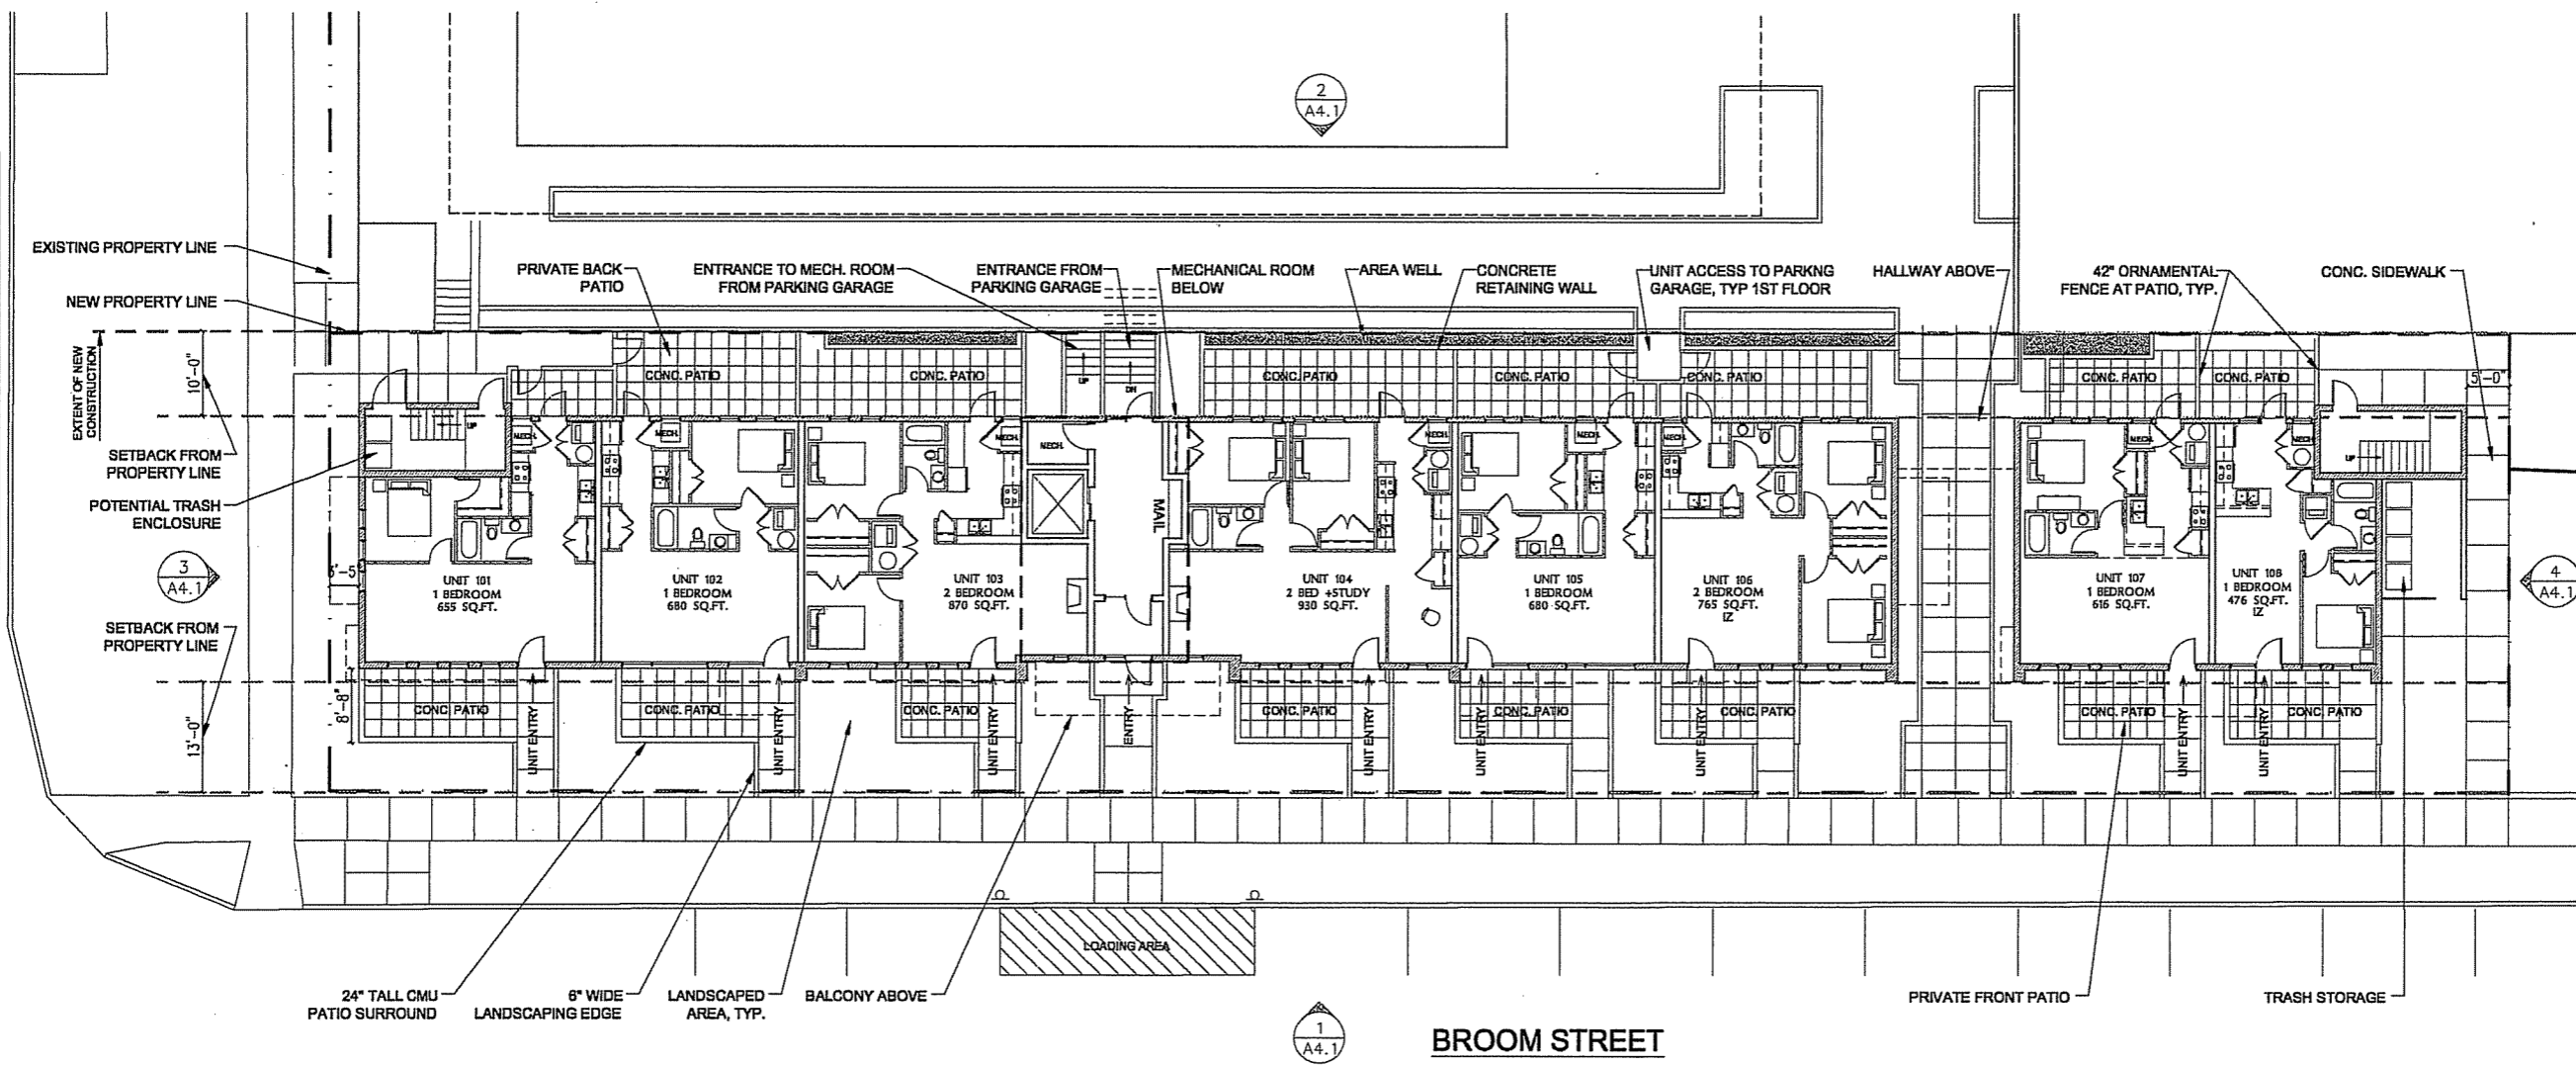 2
A4.1
EXISTING PROPERTY LINE
NEW PROPERTY LINE
EXTENT OF NEW
CONSTRUCTION
10'-0"
SETBACK FROM
PROPERTY LINE
POTENTIAL TRASH
ENCLOSURE
3
A4.1
SETBACK FROM
PROPERTY LINE
13'-0"
8'-8"
PRIVATE BACK
PATIO
ENTRANCE TO MECH. ROOM
FROM PARKING GARAGE
ENTRANCE FROM
PARKING GARAGE
MECHANICAL ROOM
BELOW
AREA WELL
CONCRETE
RETAINING WALL
UNIT ACCESS TO PARKNG
GARAGE, TYP 1ST FLOOR
HALLWAY ABOVE
42" ORNAMENTAL
FENCE AT PATIO, TYP.
CONC. SIDEWALK
5'-0"
CONC. PATIO
CONC. PATIO
CONC. PATIO
CONC. PATIO
CONC. PATIO
CONC. PATIO
CONC. PATIO
UP
DN
UP
UP
MECH.
MECH.
MECH.
MECH.
MECH.
MECH.
MECH.
MECH.
MECH.
MAIL
UNIT 101
1 BEDROOM
655 SQ.FT.
UNIT 102
1 BEDROOM
680 SQ.FT.
UNIT 103
2 BEDROOM
870 SQ.FT.
UNIT 104
2 BED +STUDY
930 SQ.FT.
UNIT 105
1 BEDROOM
680 SQ.FT.
UNIT 106
2 BEDROOM
765 SQ.FT.
IZ
UNIT 107
1 BEDROOM
616 SQ.FT.
UNIT 108
1 BEDROOM
476 SQ.FT.
IZ
4
A4.1
CONC. PATIO
CONC. PATIO
CONC. PATIO
CONC. PATIO
CONC. PATIO
CONC. PATIO
CONC. PATIO
CONC. PATIO
UNIT ENTRY
UNIT ENTRY
UNIT ENTRY
ENTRY
UNIT ENTRY
UNIT ENTRY
UNIT ENTRY
UNIT ENTRY
UNIT ENTRY
LOADING AREA
24" TALL CMU
PATIO SURROUND
6" WIDE
LANDSCAPING EDGE
LANDSCAPED
AREA, TYP.
BALCONY ABOVE
PRIVATE FRONT PATIO
TRASH STORAGE
1
A4.1
BROOM STREET